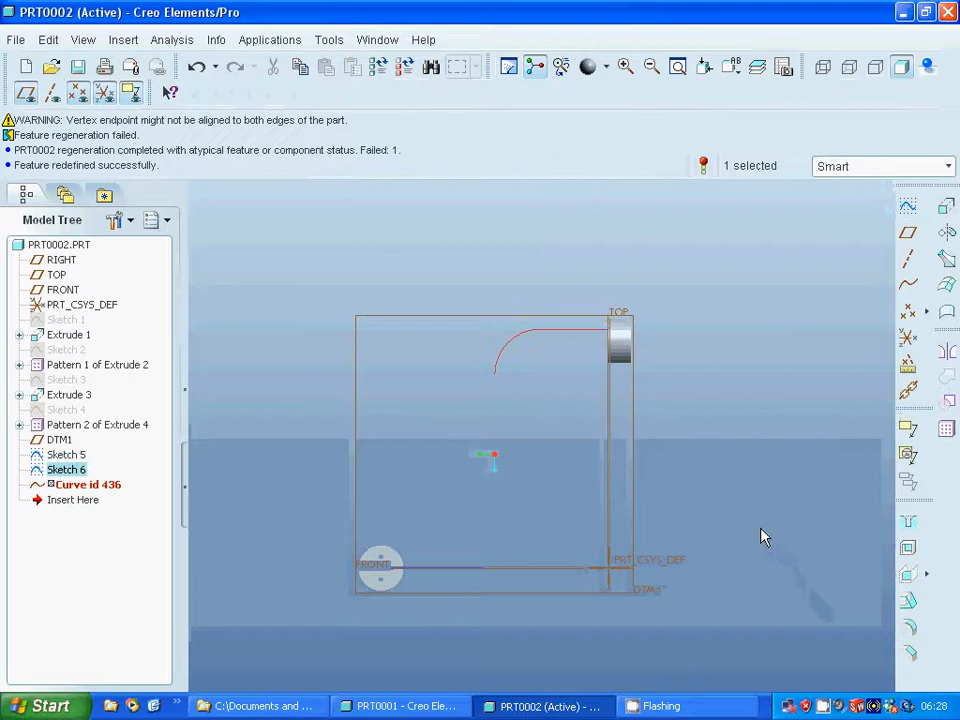 PRT0002 (Active) - Creo Elements/Pro
File Edit View Insert Analysis Info Applications Tools Window Help
WARNING: Vertex endpoint might not be aligned to both edges of the part.
Feature regeneration failed.
PRT0002 regeneration completed with atypical feature or component status. Failed: 1.
Feature redefined successfully.
1 selected
Smart
Model Tree
PRT0002.PRT
RIGHT
TOP
FRONT
PRT_CSYS_DEF
Sketch 1
Extrude 1
Sketch 2
Pattern 1 of Extrude 2
Sketch 3
Extrude 3
Sketch 4
Pattern 2 of Extrude 4
DTM1
Sketch 5
Sketch 6
Curve id 436
Insert Here
TOP
PRT_CSYS_DEF
FRONT
DTM1
Start
C:\Documents and ...
PRT0001 - Creo Ele...
PRT0002 (Active) - ...
Flashing
06:28